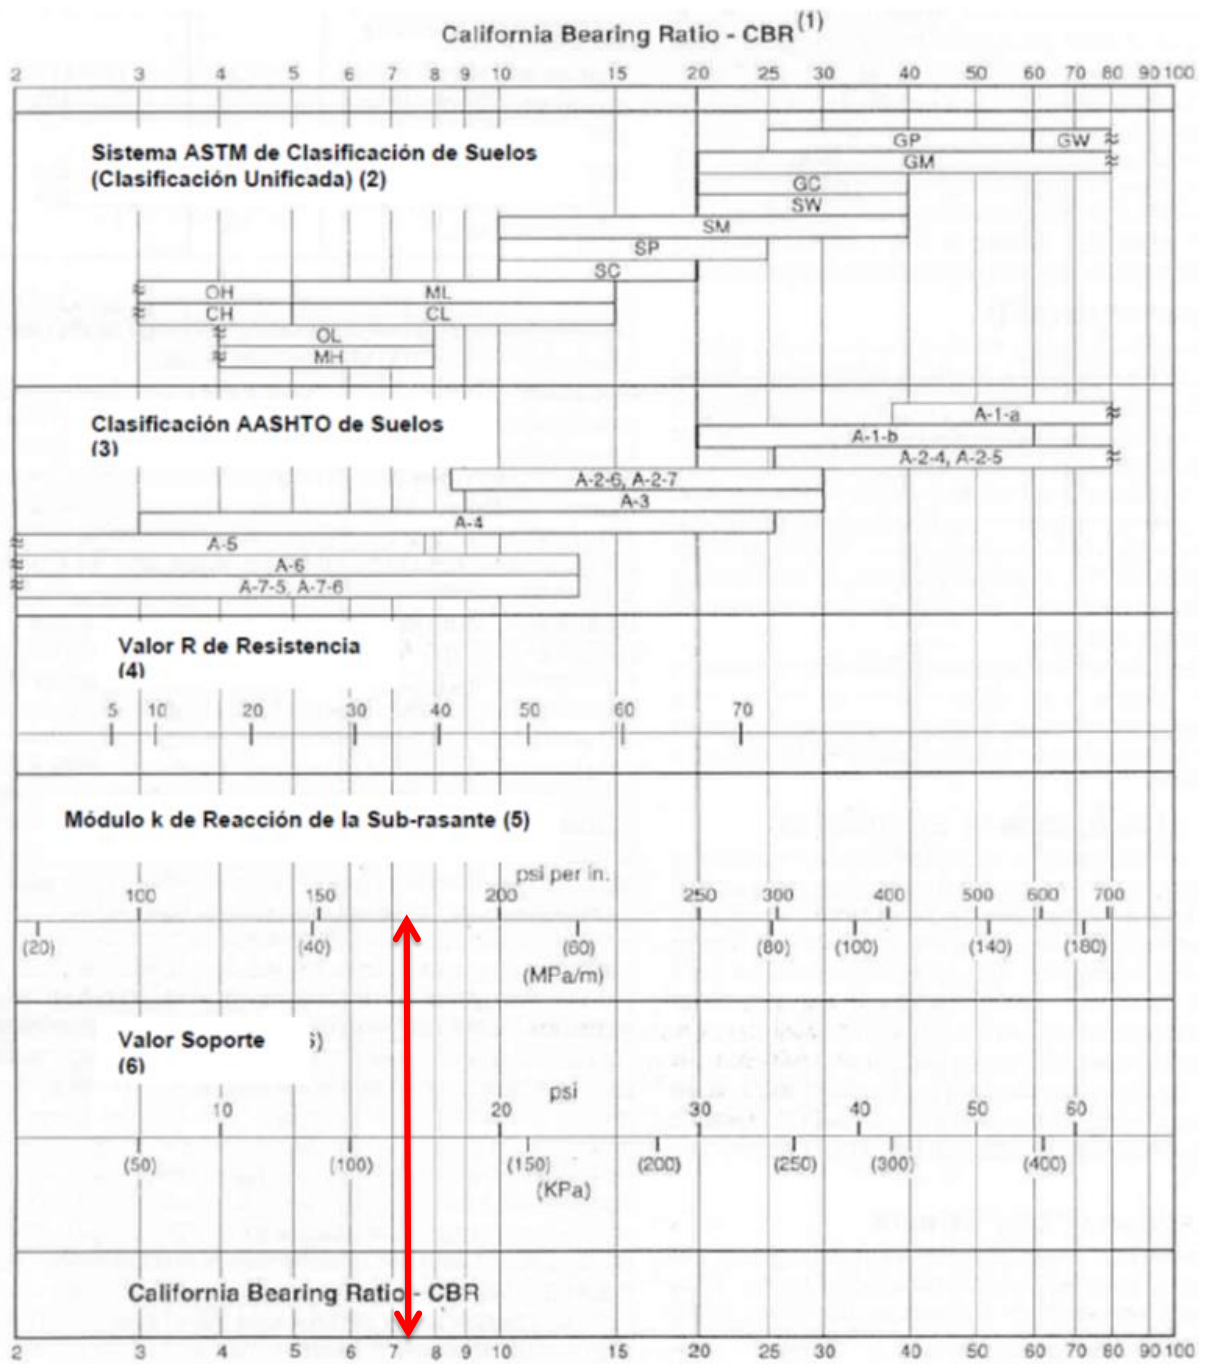 California Bearing Ratio - CBR(1)
2 3 4 5 6 7 8 9 10 15 20 25 30 40 50 60 70 80 90 100
Sistema ASTM de Clasificación de Suelos
(Clasificación Unificada) (2)
GP GW
GM
GC
SW
SM
SP
SC
OH ML
CH CL
OL
MH
Clasificación AASHTO de Suelos
(3)
A-1-a
A-1-b
A-2-4, A-2-5
A-2-6, A-2-7
A-3
A-4
A-5
A-6
A-7-5, A-7-6
Valor R de Resistencia
(4)
5 10 20 30 40 50 60 70
Módulo k de Reacción de la Sub-rasante (5)
psi per in.
100 150 200 250 300 400 500 600 700
(20) (40) (60) (80) (100) (140) (180)
(MPa/m)
Valor Soporte
(6)
psi
10 20 30 40 50 60
(50) (100) (150) (200) (250) (300) (400)
(KPa)
California Bearing Ratio - CBR
2 3 4 5 6 7 8 9 10 15 20 25 30 40 50 60 70 80 90 100